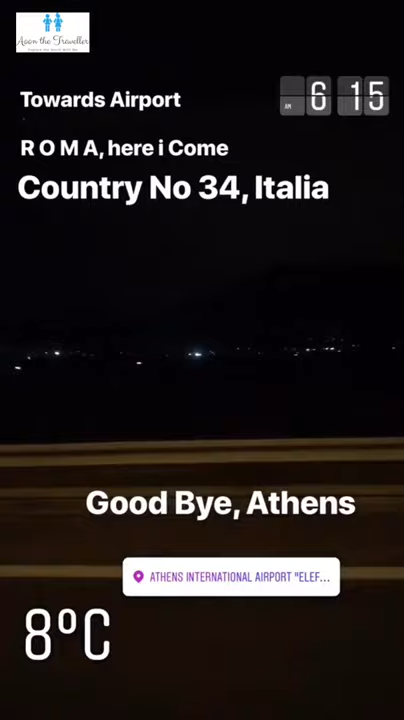 Aoon the Traveller
Towards Airport
AM 6 15
R O M A, here i Come
Country No 34, Italia
Good Bye, Athens
ATHENS INTERNATIONAL AIRPORT "ELEF...
8°C